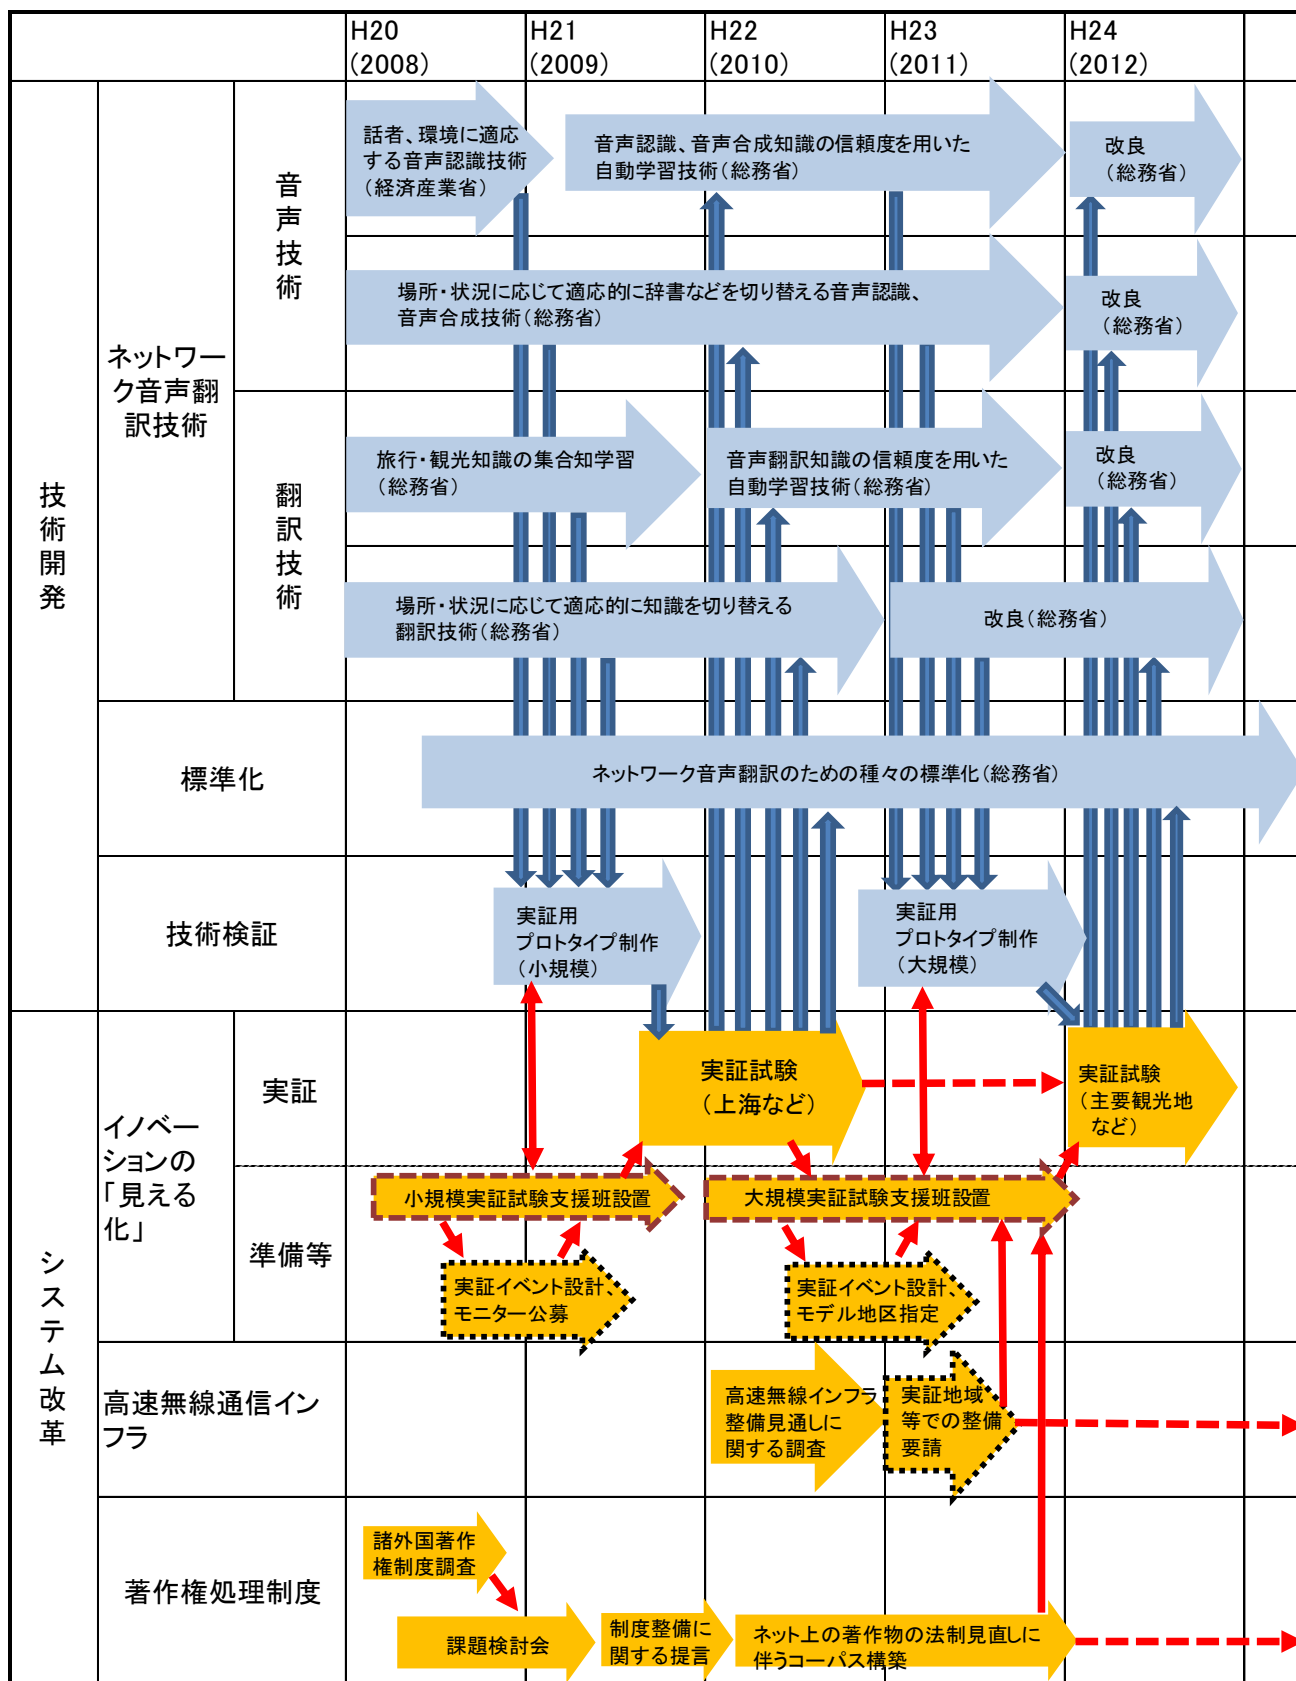 H20
(2008)
H21
(2009)
H22
(2010)
H23
(2011)
H24
(2012)
技術開発
ネットワー
ク音声翻
訳技術
音声技術
話者、環境に適応
する音声認識技術
(経済産業省)
音声認識、音声合成知識の信頼度を用いた
自動学習技術(総務省)
改良
(総務省)
場所・状況に応じて適応的に辞書などを切り替える音声認識、
音声合成技術(総務省)
改良
(総務省)
翻訳技術
旅行・観光知識の集合知学習
(総務省)
音声翻訳知識の信頼度を用いた
自動学習技術(総務省)
改良
(総務省)
場所・状況に応じて適応的に知識を切り替える
翻訳技術(総務省)
改良(総務省)
標準化
ネットワーク音声翻訳のための種々の標準化(総務省)
技術検証
実証用
プロトタイプ制作
(小規模)
実証用
プロトタイプ制作
(大規模)
システム改革
イノベー
ションの
「見える
化」
実証
実証試験
(上海など)
実証試験
(主要観光地
など)
準備等
小規模実証試験支援班設置
大規模実証試験支援班設置
実証イベント設計、
モニター公募
実証イベント設計、
モデル地区指定
高速無線通信イン
フラ
高速無線インフラ
整備見通しに
関する調査
実証地域
等での整備
要請
著作権処理制度
諸外国著作
権制度調査
課題検討会
制度整備に
関する提言
ネット上の著作物の法制見直しに
伴うコーパス構築